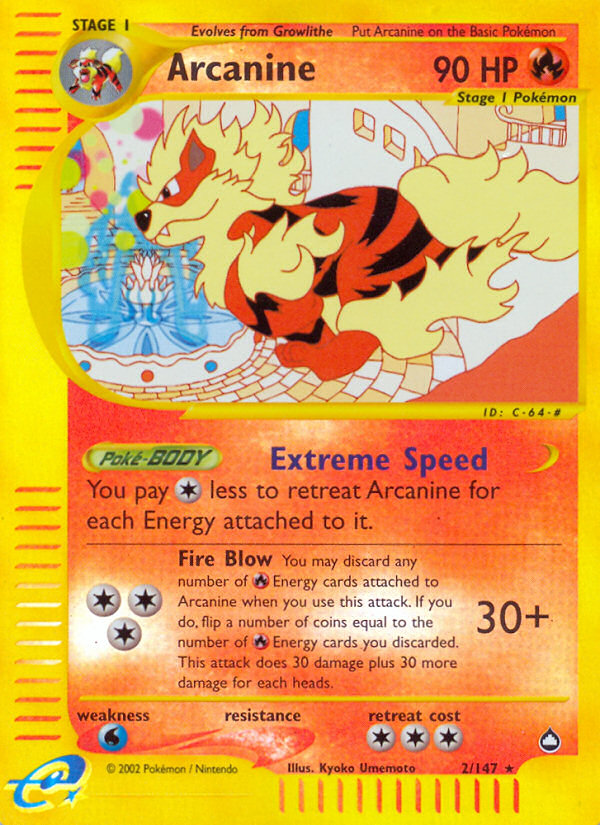 STAGE 1
Evolves from Growlithe Put Arcanine on the Basic Pokémon
Arcanine 90 HP
Stage 1 Pokémon
ID: C-64-#
Poké-BODY Extreme Speed
You pay less to retreat Arcanine for
each Energy attached to it.
Fire Blow You may discard any
number of Energy cards attached to
Arcanine when you use this attack. If you
do, flip a number of coins equal to the
number of Energy cards you discarded.
This attack does 30 damage plus 30 more
damage for each heads.
30+
weakness resistance retreat cost
© 2002 Pokémon / Nintendo Illus. Kyoko Umemoto 2/147 ★
e